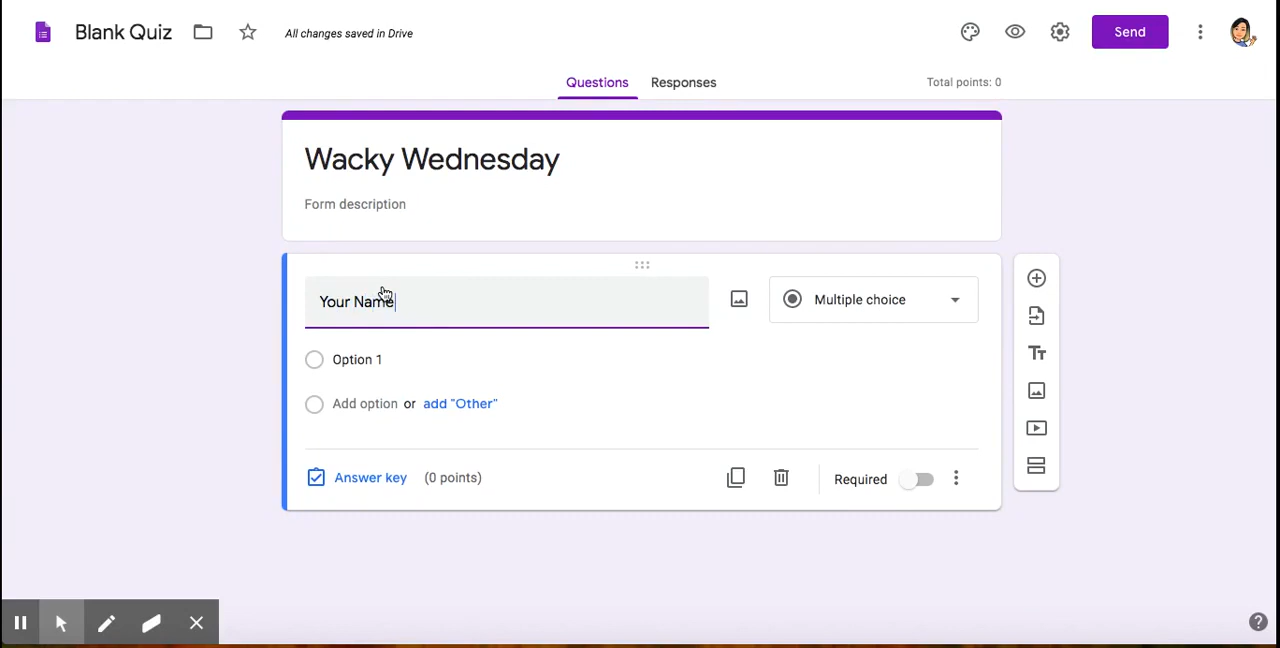 Blank Quiz
All changes saved in Drive
Send
Questions
Responses
Total points: 0
Wacky Wednesday
Form description
Your Name
Multiple choice
Option 1
Add option or add "Other"
Answer key
(0 points)
Required
Tт
?